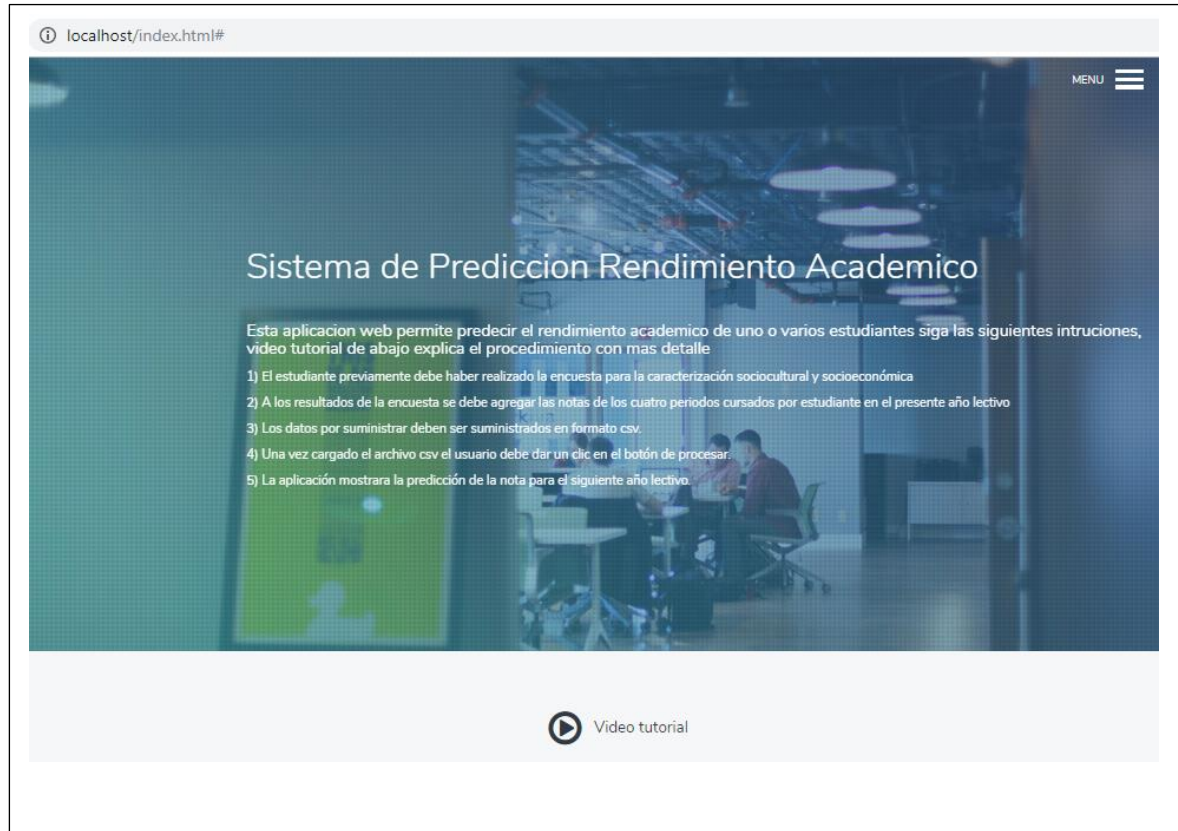 localhost/index.html#
MENU
Sistema de Prediccion Rendimiento Academico
Esta aplicacion web permite predecir el rendimiento academico de uno o varios estudiantes siga las siguientes intruciones,
video tutorial de abajo explica el procedimiento con mas detalle
1) El estudiante previamente debe haber realizado la encuesta para la caracterización sociocultural y socioeconómica
2) A los resultados de la encuesta se debe agregar las notas de los cuatro periodos cursados por estudiante en el presente año lectivo
3) Los datos por suministrar deben ser suministrados en formato csv.
4) Una vez cargado el archivo csv el usuario debe dar un clic en el botón de procesar.
5) La aplicación mostrara la predicción de la nota para el siguiente año lectivo.
Video tutorial